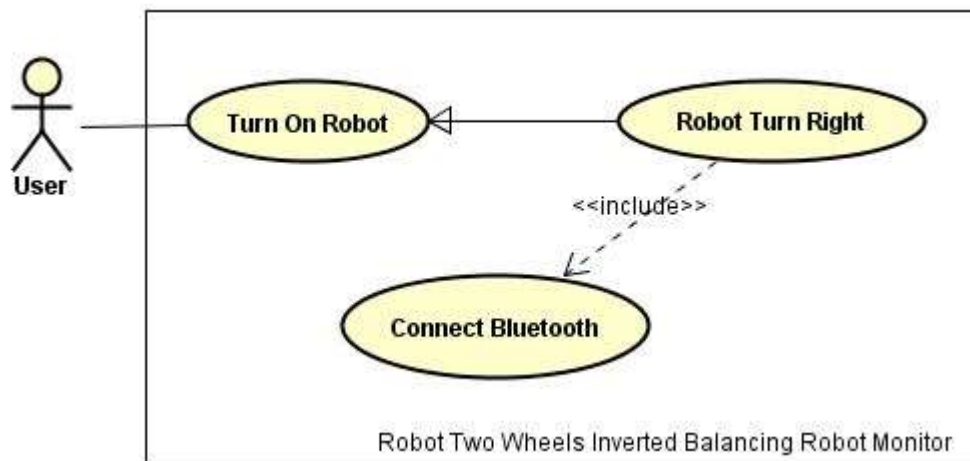 Turn On Robot
Robot Turn Right
User
<<include>>
Connect Bluetooth
Robot Two Wheels Inverted Balancing Robot Monitor